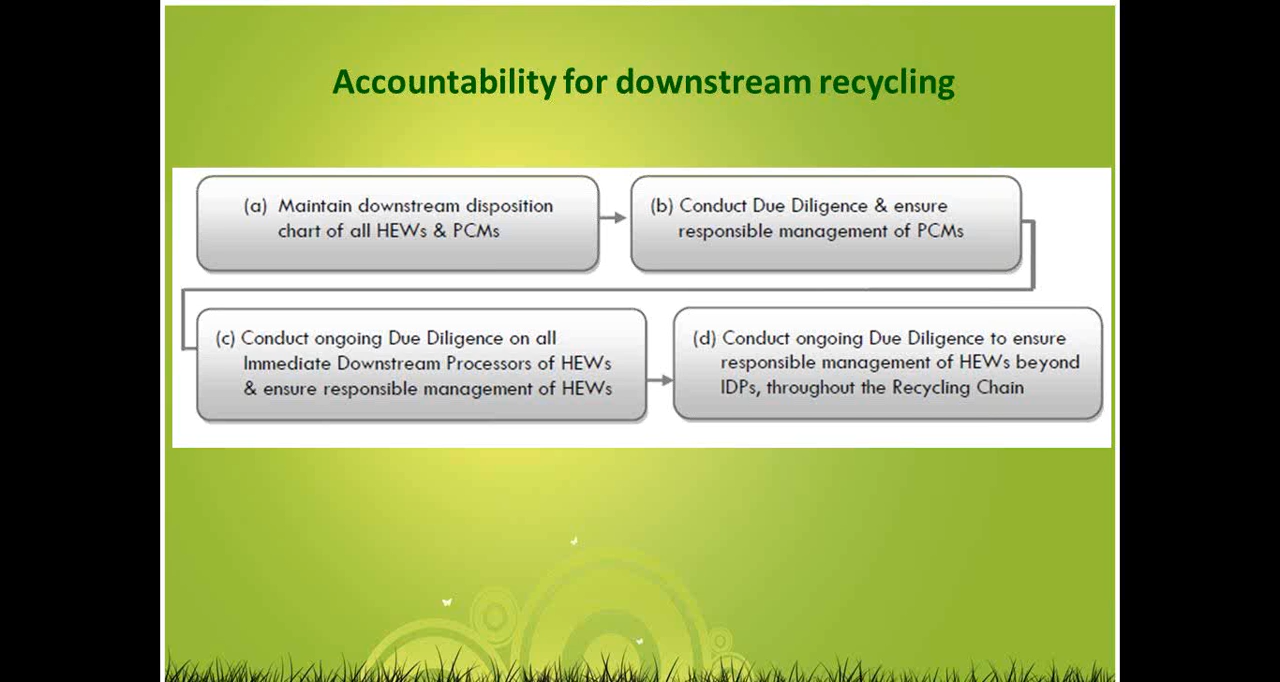 Accountability for downstream recycling
(a) Maintain downstream disposition
chart of all HEWs & PCMs
(b) Conduct Due Diligence & ensure
responsible management of PCMs
(c) Conduct ongoing Due Diligence on all
Immediate Downstream Processors of HEWs
& ensure responsible management of HEWs
(d) Conduct ongoing Due Diligence to ensure
responsible management of HEWs beyond
IDPs, throughout the Recycling Chain